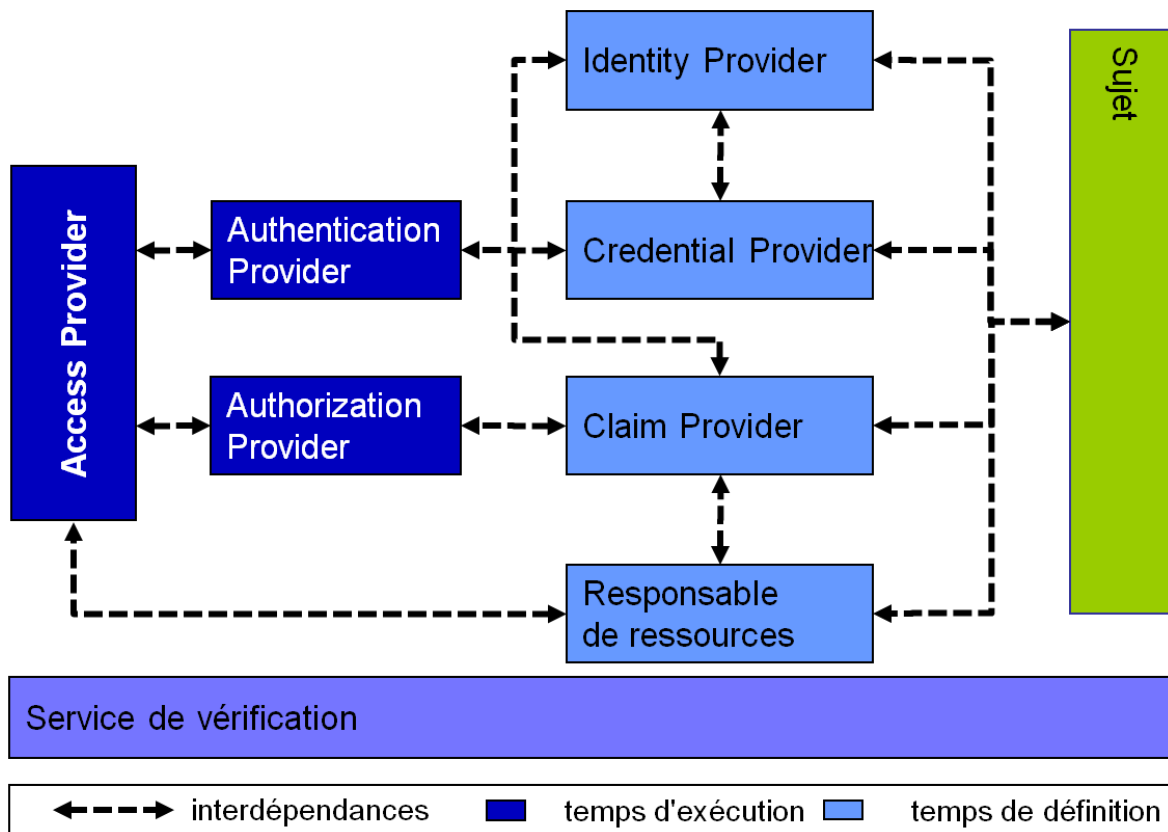 Identity Provider
Sujet
Access Provider
Authentication
Provider
Credential Provider
Authorization
Provider
Claim Provider
Responsable
de ressources
Service de vérification
interdépendances
temps d'exécution
temps de définition